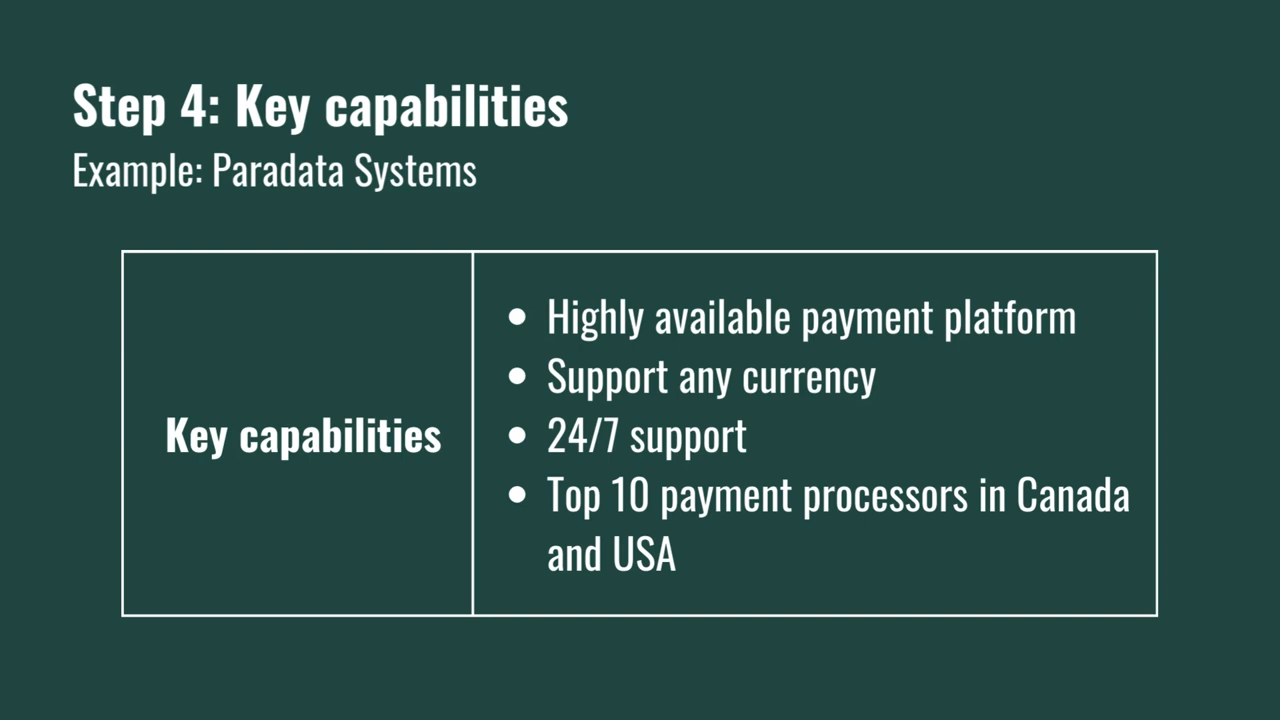 Step 4: Key capabilities
Example: Paradata Systems
Key capabilities
• Highly available payment platform
• Support any currency
• 24/7 support
• Top 10 payment processors in Canada
and USA